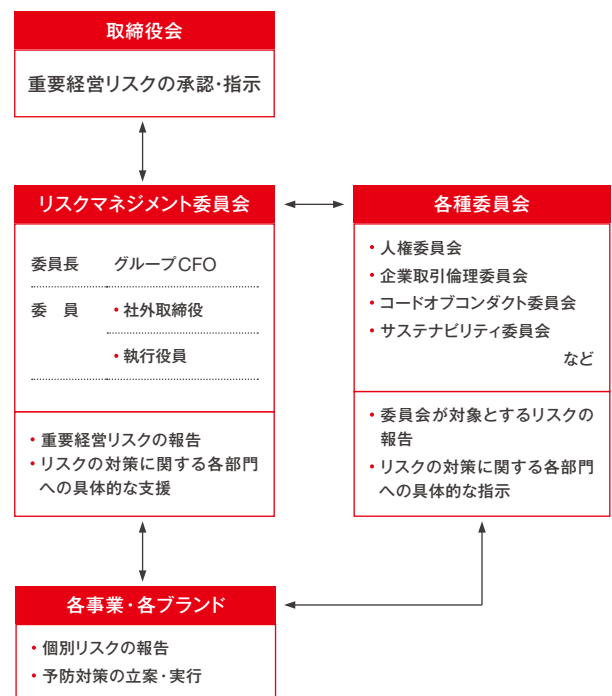 取締役会
重要経営リスクの承認・指示
リスクマネジメント委員会
委員長 グループCFO
委 員 ・社外取締役
・執行役員
・重要経営リスクの報告
・リスクの対策に関する各部門
への具体的な支援
各種委員会
・人権委員会
・企業取引倫理委員会
・コードオブコンダクト委員会
・サステナビリティ委員会
など
・委員会が対象とするリスクの
報告
・リスクの対策に関する各部門
への具体的な指示
各事業・各ブランド
・個別リスクの報告
・予防対策の立案・実行